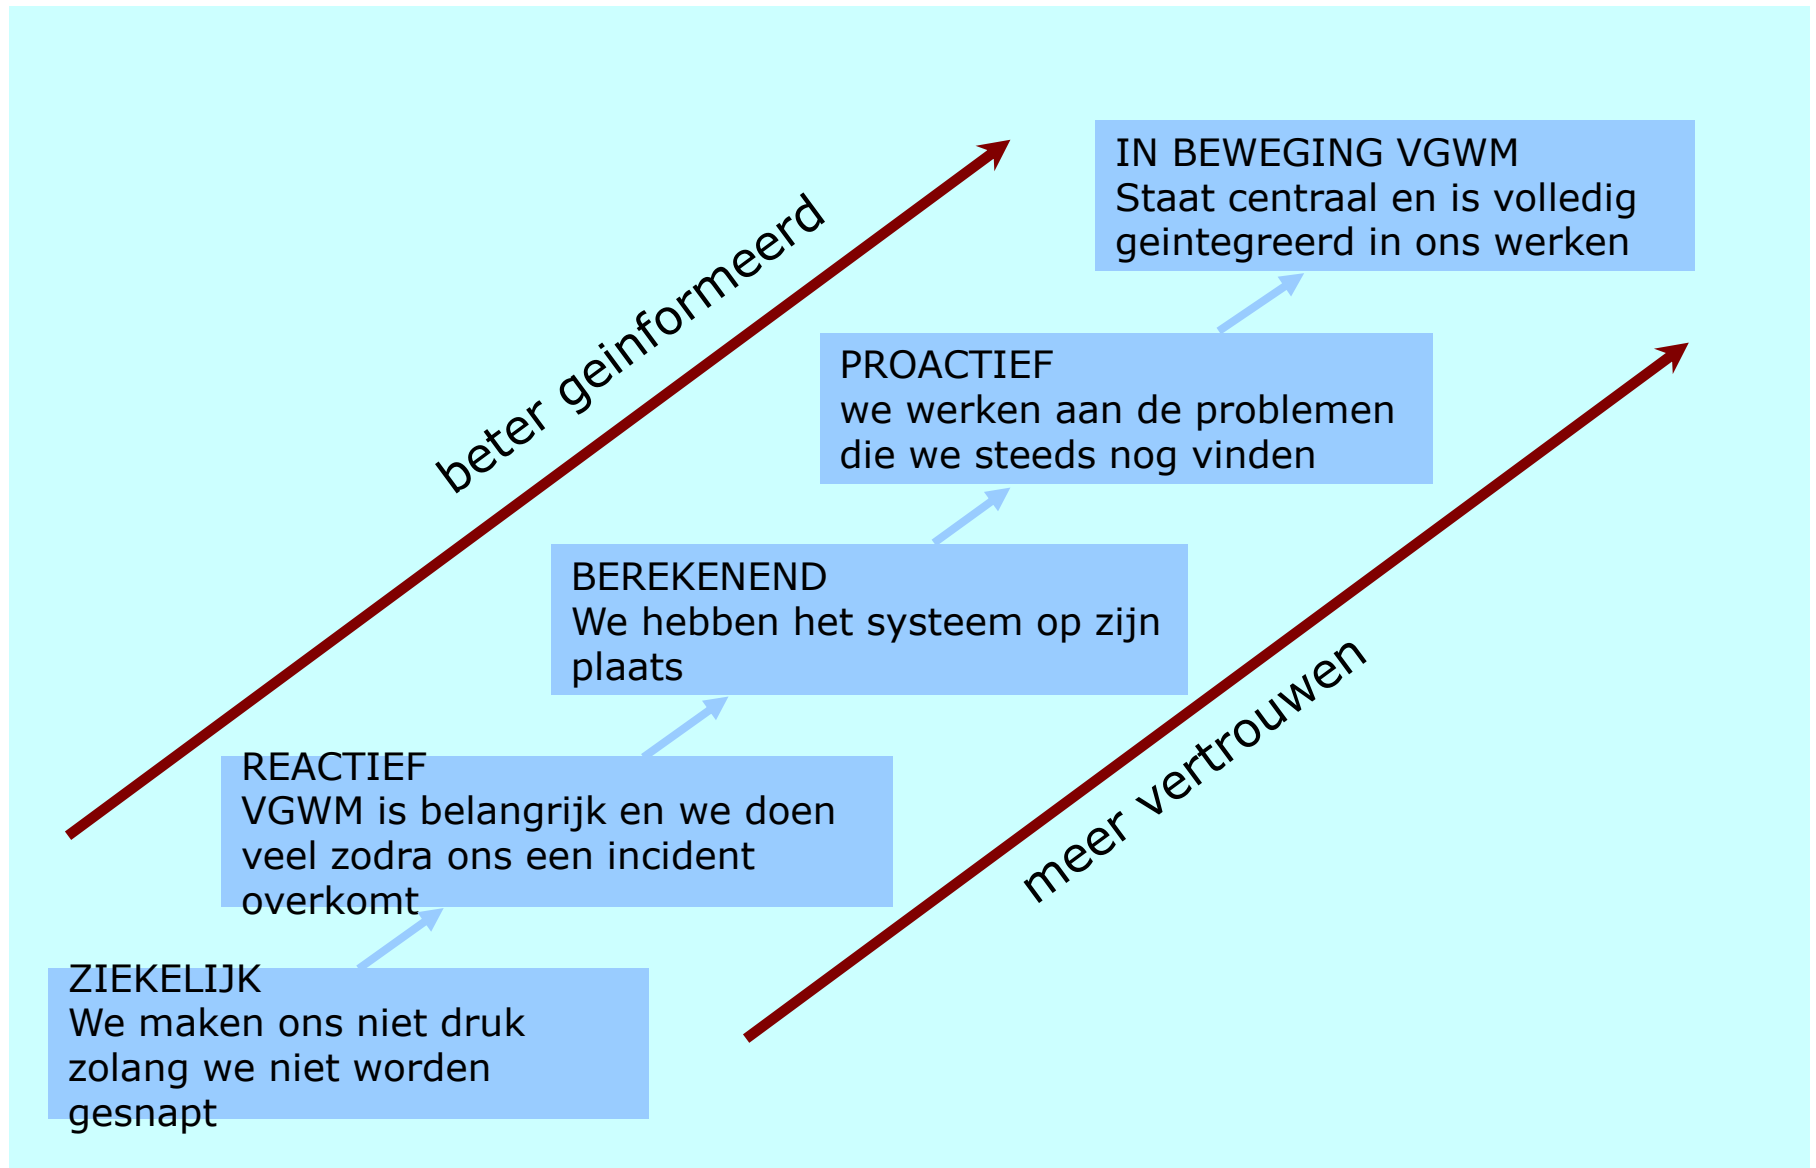 IN BEWEGING VGWM
Staat centraal en is volledig
geintegreerd in ons werken
beter geinformeerd
PROACTIEF
we werken aan de problemen
die we steeds nog vinden
BEREKENEND
We hebben het systeem op zijn
plaats
meer vertrouwen
REACTIEF
VGWM is belangrijk en we doen
veel zodra ons een incident
overkomt
ZIEKELIJK
We maken ons niet druk
zolang we niet worden
gesnapt